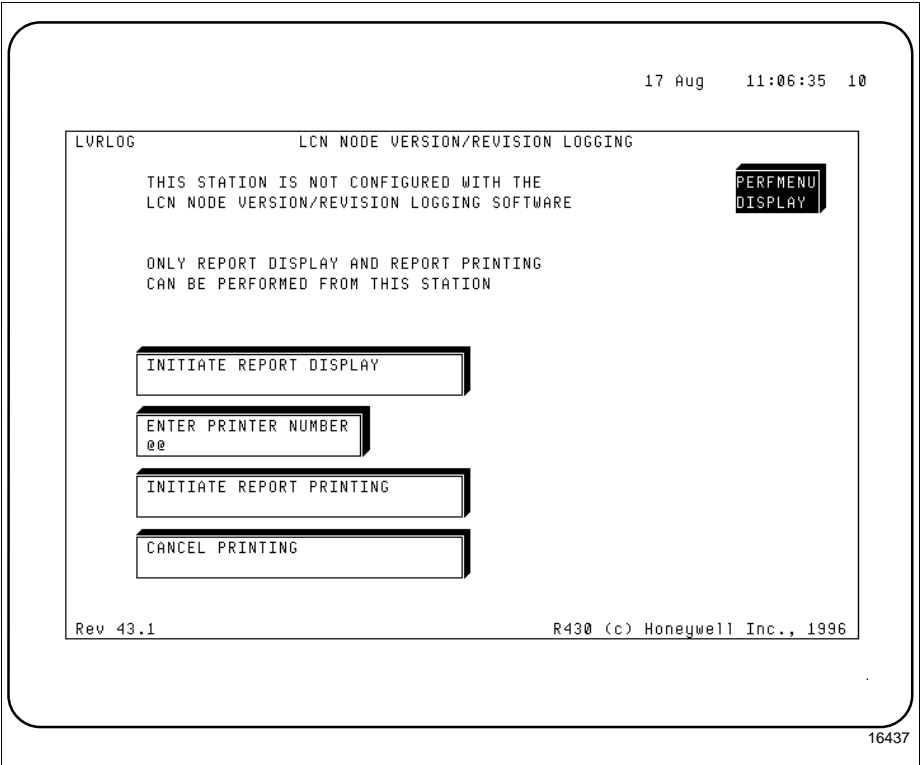 17 Aug 11:06:35 10
LVRLOG LCN NODE VERSION/REVISION LOGGING
THIS STATION IS NOT CONFIGURED WITH THE
LCN NODE VERSION/REVISION LOGGING SOFTWARE
PERFMENU
DISPLAY
ONLY REPORT DISPLAY AND REPORT PRINTING
CAN BE PERFORMED FROM THIS STATION
INITIATE REPORT DISPLAY
ENTER PRINTER NUMBER
@@
INITIATE REPORT PRINTING
CANCEL PRINTING
Rev 43.1 R430 (c) Honeywell Inc., 1996
16437